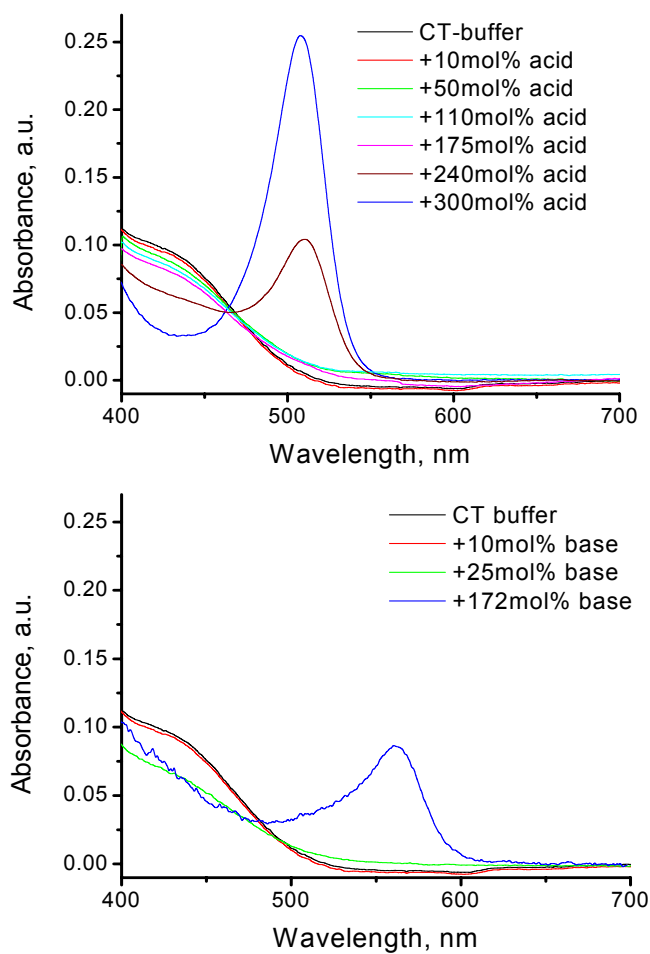 CT-buffer
+10mol% acid
+50mol% acid
+110mol% acid
+175mol% acid
+240mol% acid
+300mol% acid
0.25
0.20
0.15
0.10
0.05
0.00
Absorbance, a.u.
400
500
600
700
Wavelength, nm
CT buffer
+10mol% base
+25mol% base
+172mol% base
0.25
0.20
0.15
0.10
0.05
0.00
Absorbance, a.u.
400
500
600
700
Wavelength, nm